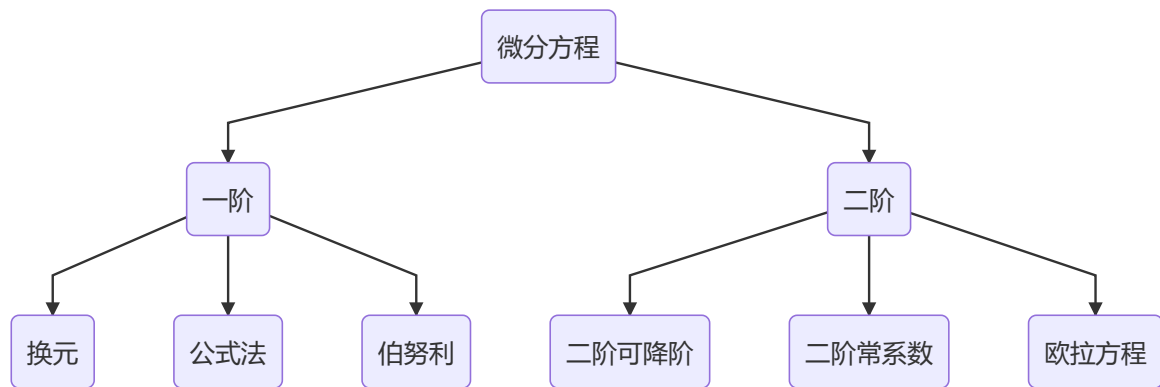 微分方程
一阶
二阶
换元
公式法
伯努利
二阶可降阶
二阶常系数
欧拉方程